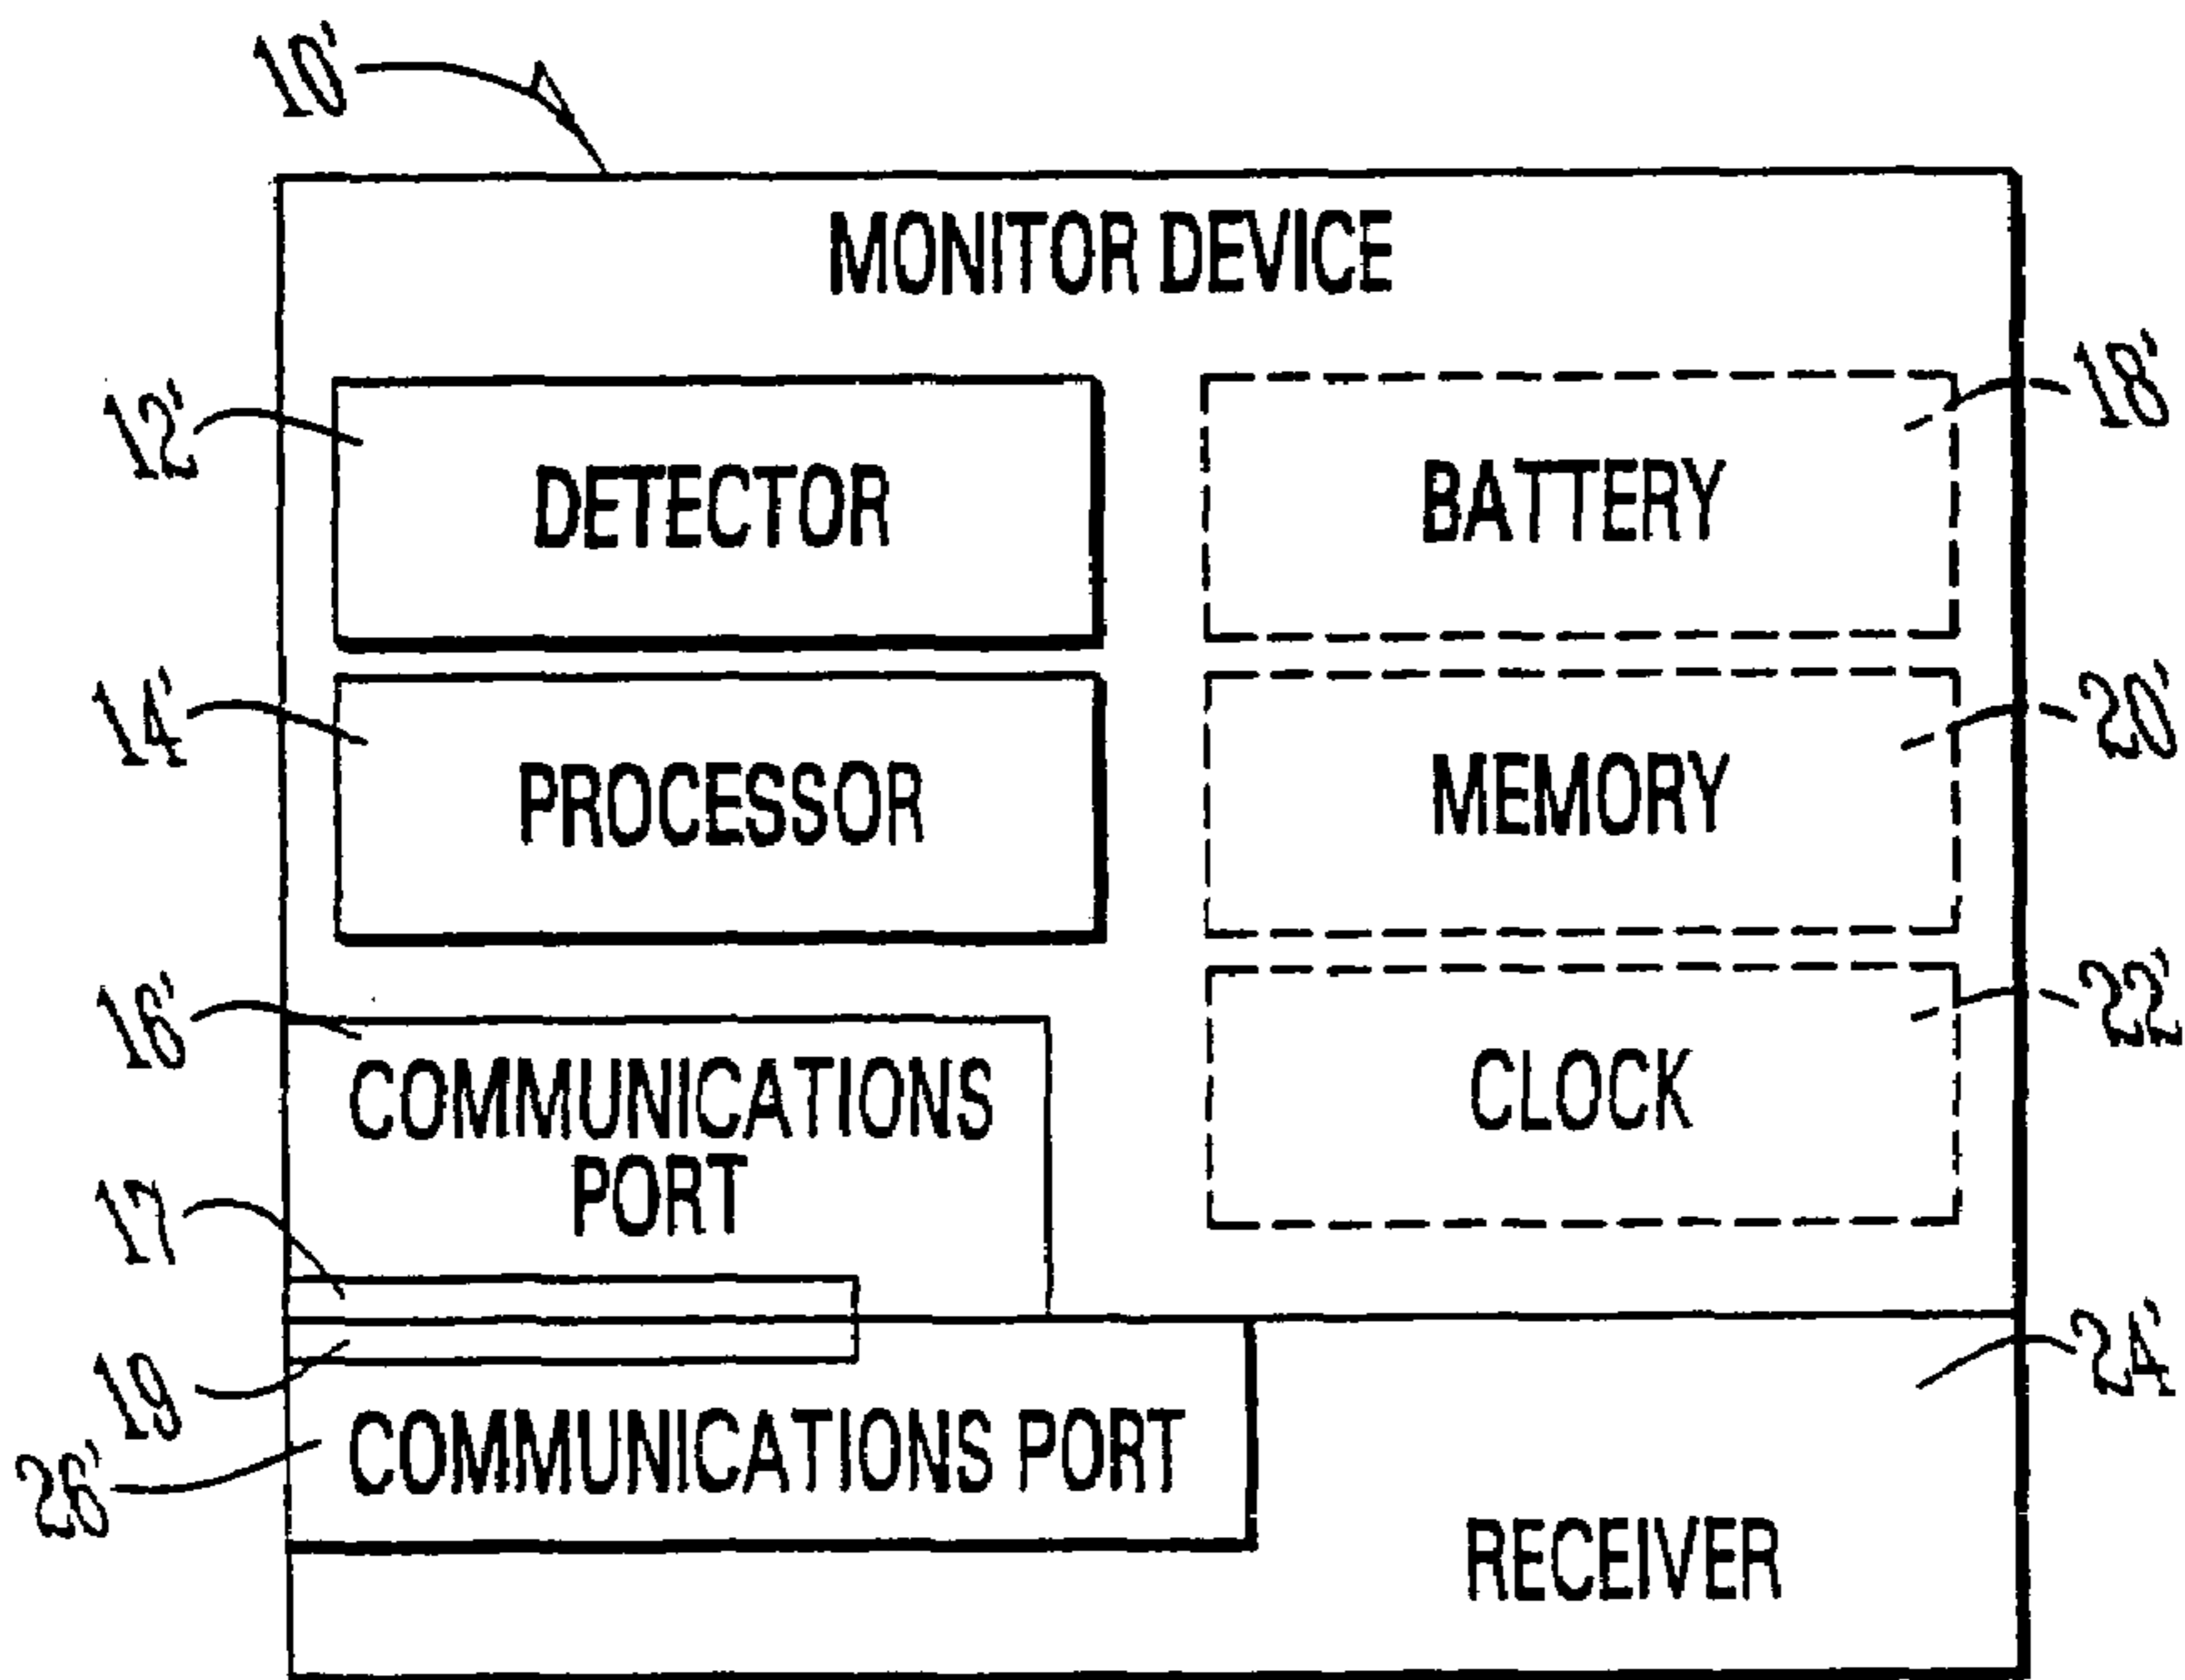 10'
MONITOR DEVICE
12'
DETECTOR
BATTERY
18'
14'
PROCESSOR
MEMORY
20'
16'
COMMUNICATIONS
PORT
CLOCK
22'
17
19
24'
26'
COMMUNICATIONS PORT
RECEIVER